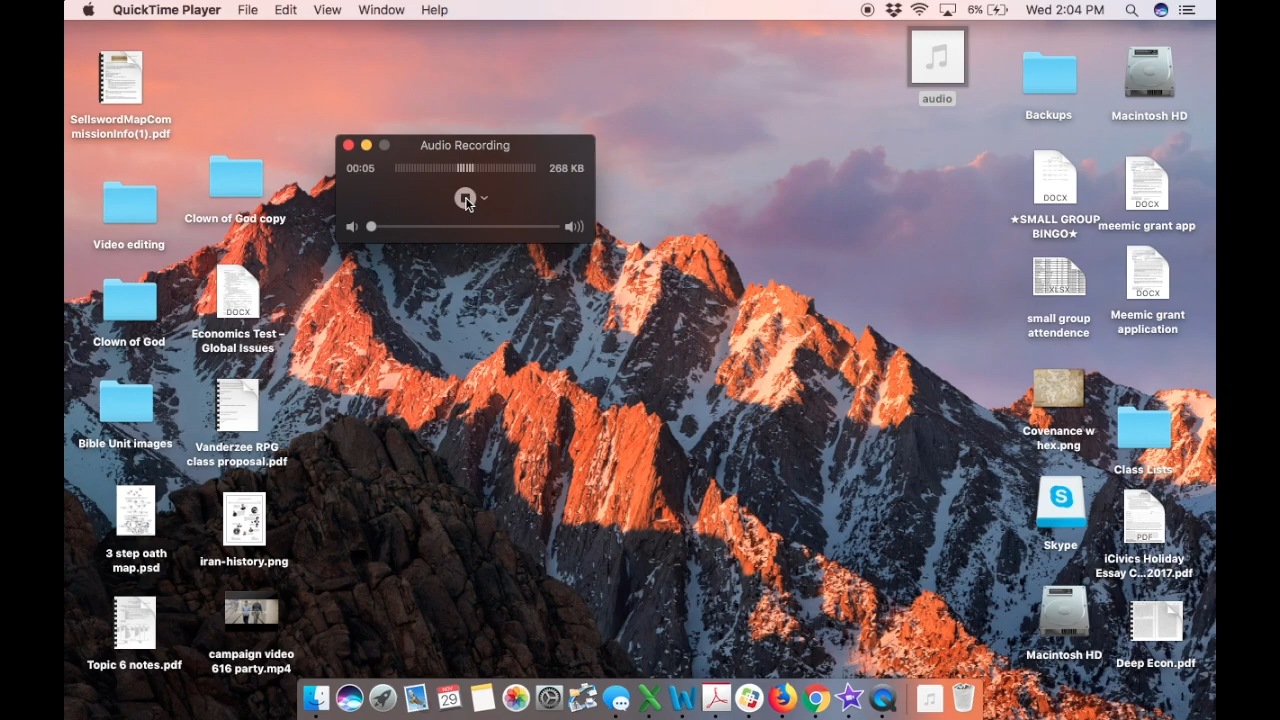 QuickTime Player File Edit View Window Help 6% Wed 2:04 PM
SellswordMapCom
missionInfo(1).pdf
Video editing
Clown of God copy
Clown of God
DOCX
Economics Test –
Global Issues
Bible Unit images
Vanderzee RPG
class proposal.pdf
3 step oath
map.psd
iran-history.png
Topic 6 notes.pdf
campaign video
616 party.mp4
Audio Recording
00:05 268 KB
audio
Backups
Macintosh HD
DOCX
★SMALL GROUP
BINGO★
DOCX
meemic grant app
XLSX
small group
attendence
DOCX
Meemic grant
application
Covenance w
hex.png
Class Lists
S
Skype
PDF
iCivics Holiday
Essay C...2017.pdf
Macintosh HD
Deep Econ.pdf
NOV
29